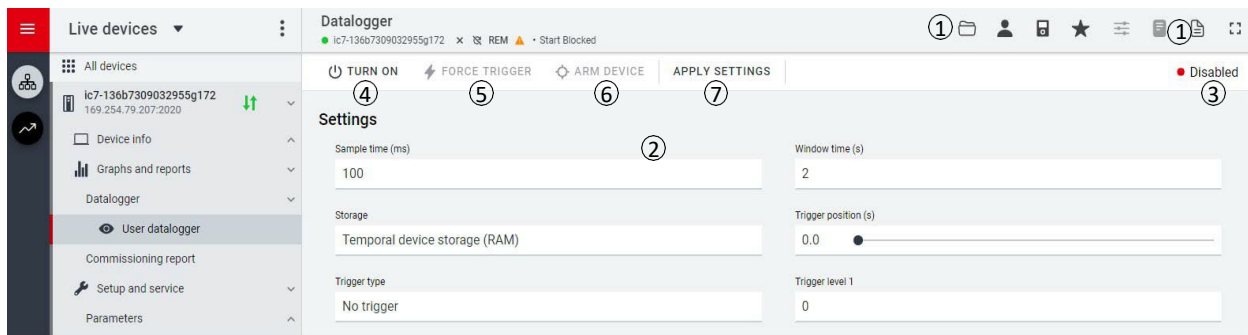 Live devices
Datalogger
ic7-136b7309032955g172 REM • Start Blocked
1
1
All devices
ic7-136b7309032955g172
169.254.79.207:2020
Device info
Graphs and reports
Datalogger
User datalogger
Commissioning report
Setup and service
Parameters
TURN ON FORCE TRIGGER ARM DEVICE APPLY SETTINGS
Disabled
4 5 6 7 3
Settings
2
Sample time (ms)
100
Window time (s)
2
Storage
Temporal device storage (RAM)
Trigger position (s)
0.0
Trigger type
No trigger
Trigger level 1
0